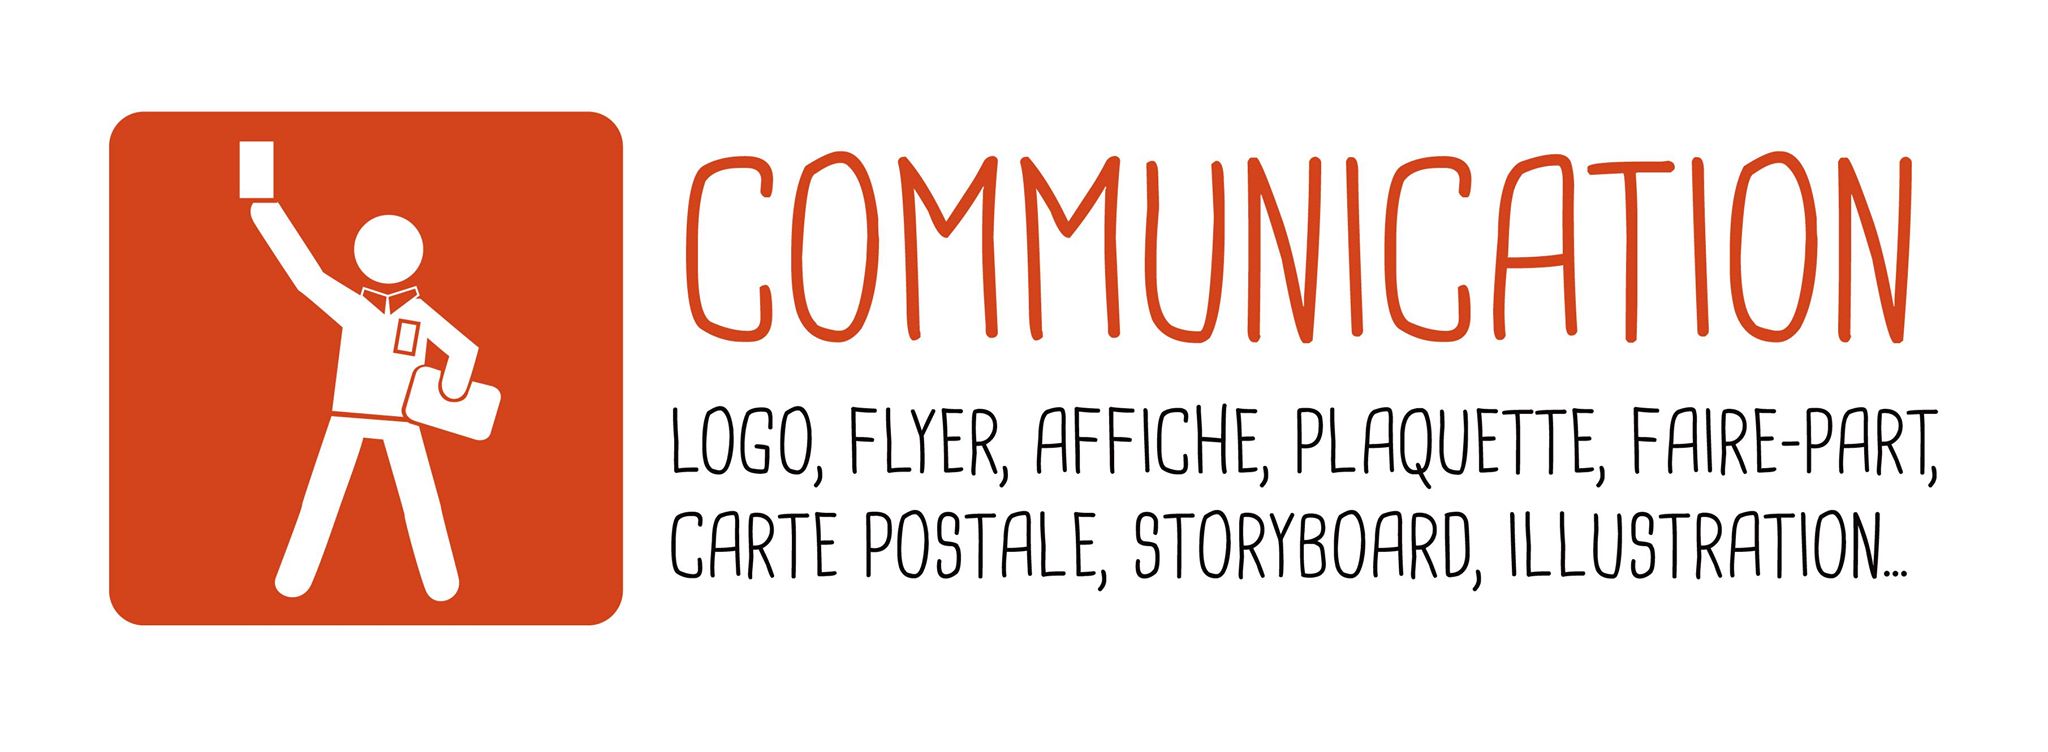 COMMUNICATION
LOGO, FLYER, AFFICHE, PLAQUETTE, FAIRE-PART,
CARTE POSTALE, STORYBOARD, ILLUSTRATION...